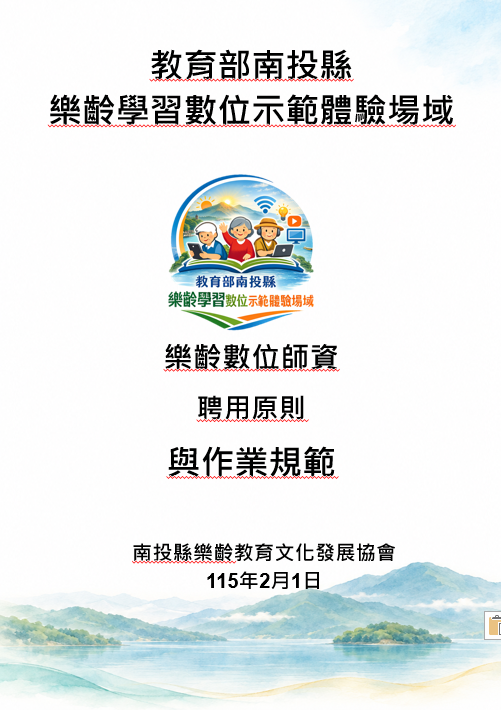 教育部南投縣
樂齡學習數位示範體驗場域
教育部南投縣
樂齡學習數位示範體驗場域
樂齡數位師資
聘用原則
與作業規範
南投縣樂齡教育文化發展協會
115年2月1日